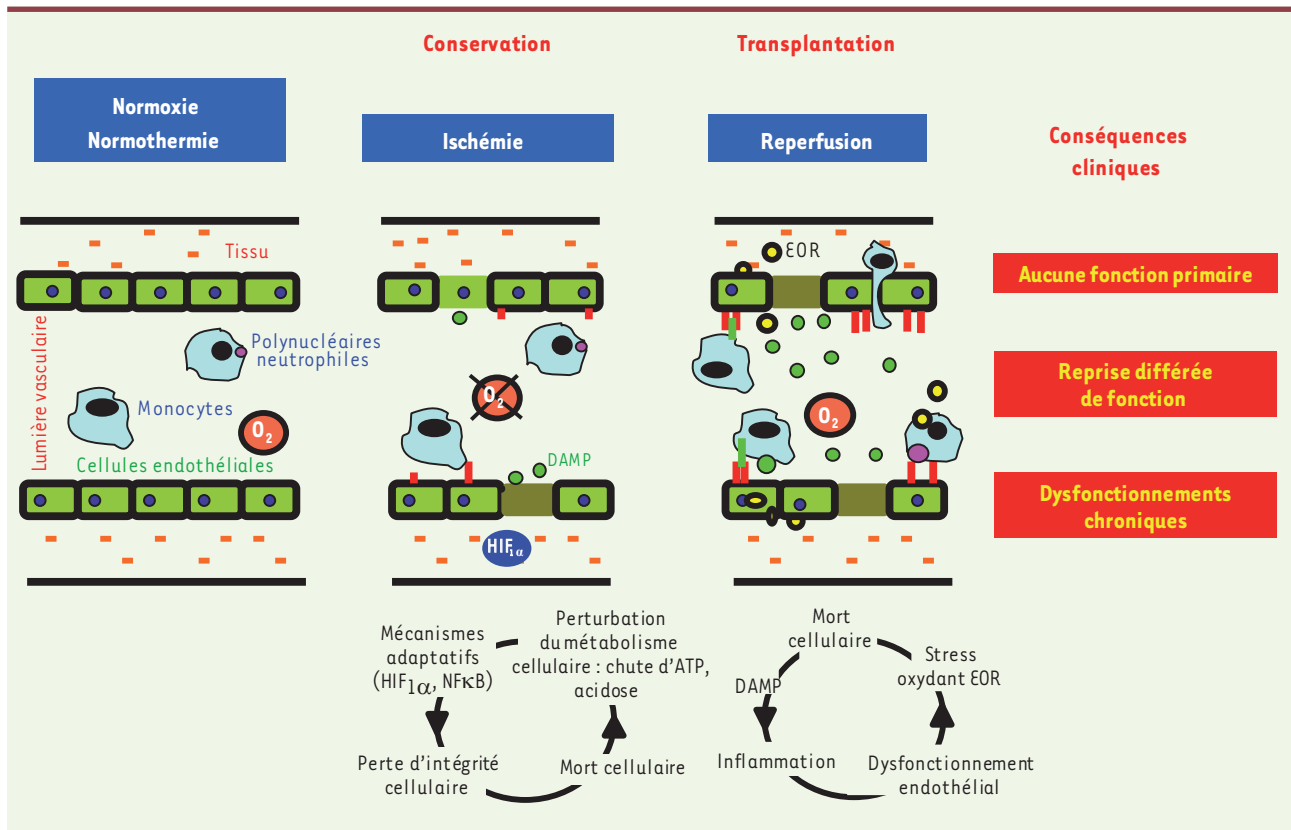 Conservation
Transplantation
Normoxie
Normothermie
Ischémie
Reperfusion
Conséquences
cliniques
Tissu
Lumière vasculaire
Polynucléaires
neutrophiles
Monocytes
O2
Cellules endothéliales
O2
DAMP
HIF1α
EOR
O2
Aucune fonction primaire
Reprise différée
de fonction
Dysfonctionnements
chroniques
Mécanismes
adaptatifs
(HIF1α, NFκB)
Perturbation
du métabolisme
cellulaire : chute d'ATP,
acidose
Perte d'intégrité
cellulaire
Mort cellulaire
Mort
cellulaire
Stress
oxydant EOR
DAMP
Inflammation
Dysfonctionnement
endothélial